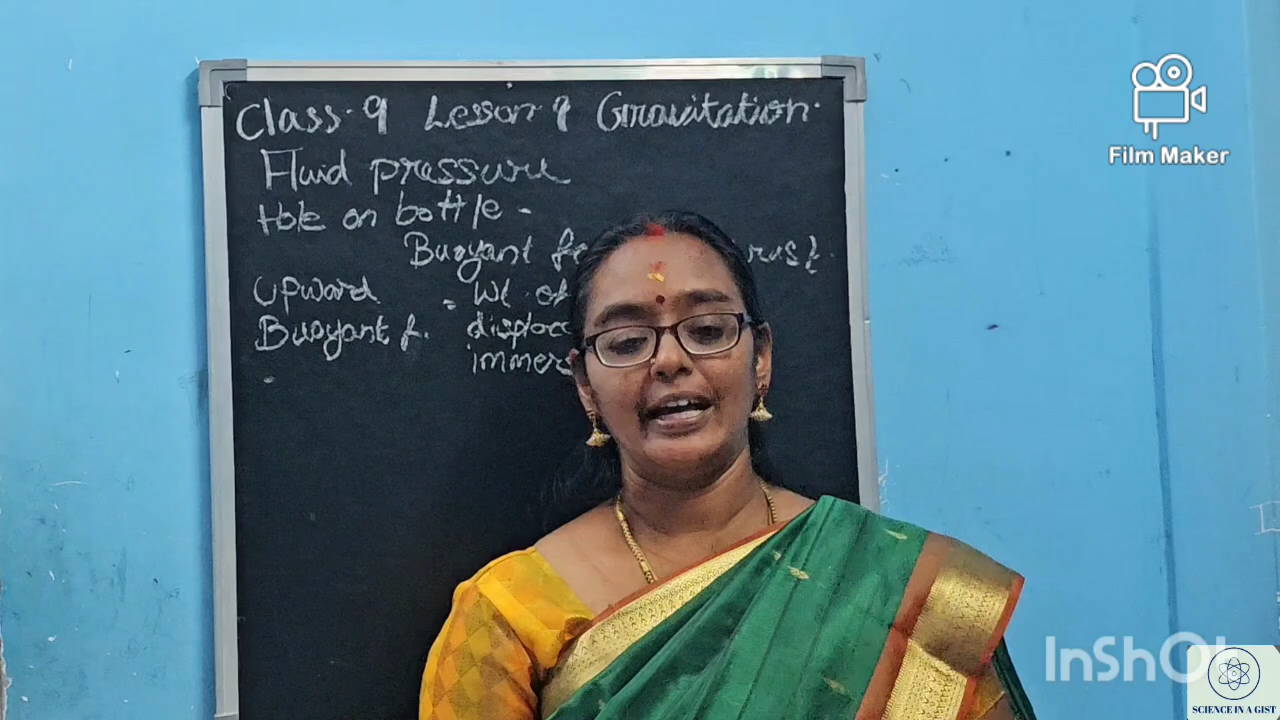 Class. 9 Lesson 9 Gravitation.
Fluid pressure
Hole on bottle -
Buoyant
Upward = Wt. of
Buoyant f. displac
immers
Film Maker
InShot
SCIENCE IN A GIST